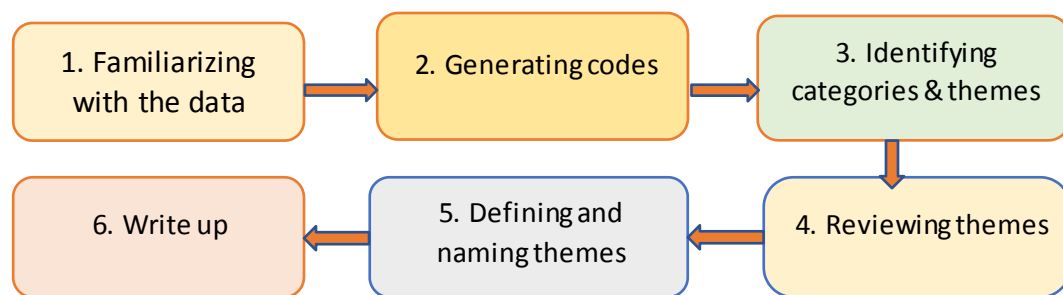 1. Familiarizing
with the data
2. Generating codes
3. Identifying
categories & themes
4. Reviewing themes
5. Defining and
naming themes
6. Write up